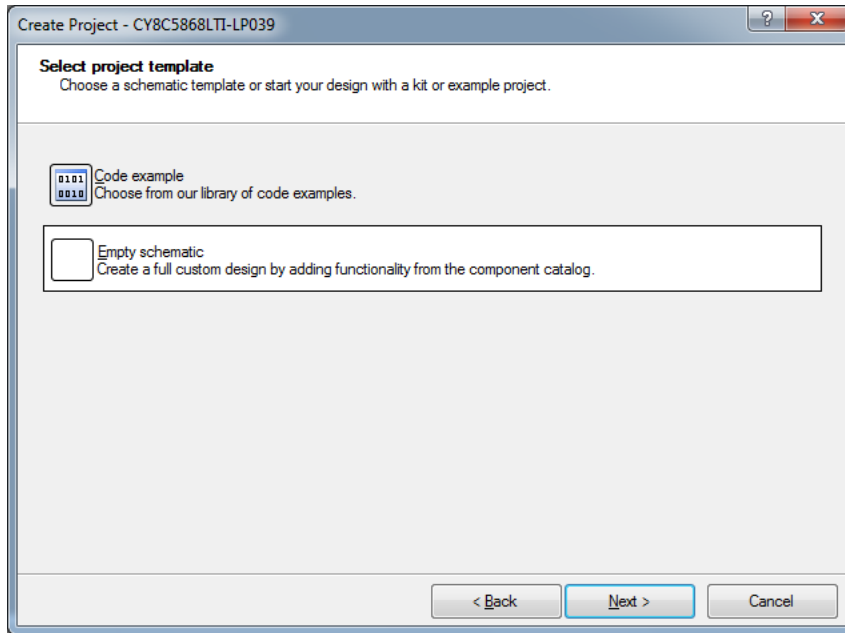 Create Project - CY8C5868LTI-LP039
Select project template
Choose a schematic template or start your design with a kit or example project.
0101
0010
Code example
Choose from our library of code examples.
Empty schematic
Create a full custom design by adding functionality from the component catalog.
< Back
Next >
Cancel